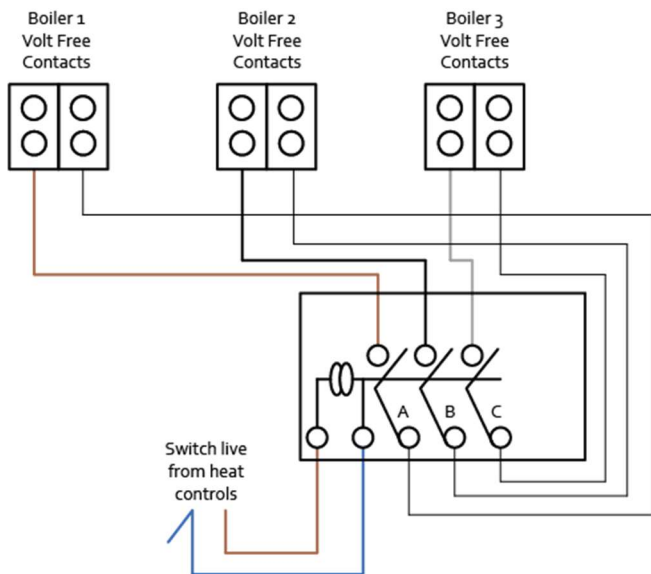 Boiler 1
Volt Free
Contacts
Boiler 2
Volt Free
Contacts
Boiler 3
Volt Free
Contacts
A
B
C
Switch live
from heat
controls